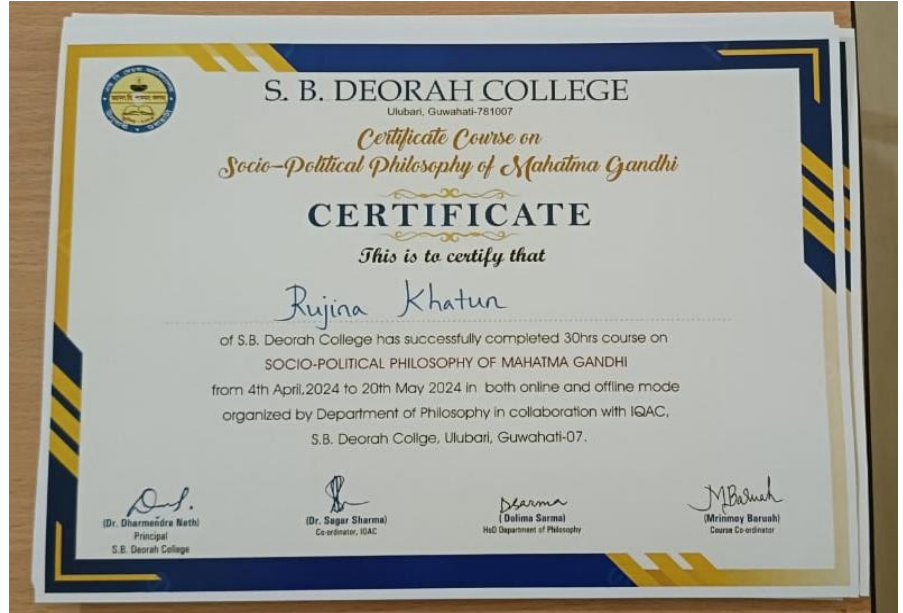 S. B. DEORAH COLLEGE
Ulubari, Guwahati-781007
Certificate Course on
Socio-Political Philosophy of Mahatma Gandhi
CERTIFICATE
This is to certify that
Rujina Khatun
of S.B. Deorah College has successfully completed 30hrs course on
SOCIO-POLITICAL PHILOSOPHY OF MAHATMA GANDHI
from 4th April,2024 to 20th May 2024 in both online and offline mode
organized by Department of Philosophy in collaboration with IQAC,
S.B. Deorah Collge, Ulubari, Guwahati-07.
DSarma
MBaruah
(Dr. Dharmendra Nath)
Principal
S.B. Deorah College
(Dr. Sagar Sharma)
Co-ordinator, IQAC
( Dolima Sarma)
HoD Department of Philosophy
(Mrinmoy Baruah)
Course Co-ordinator